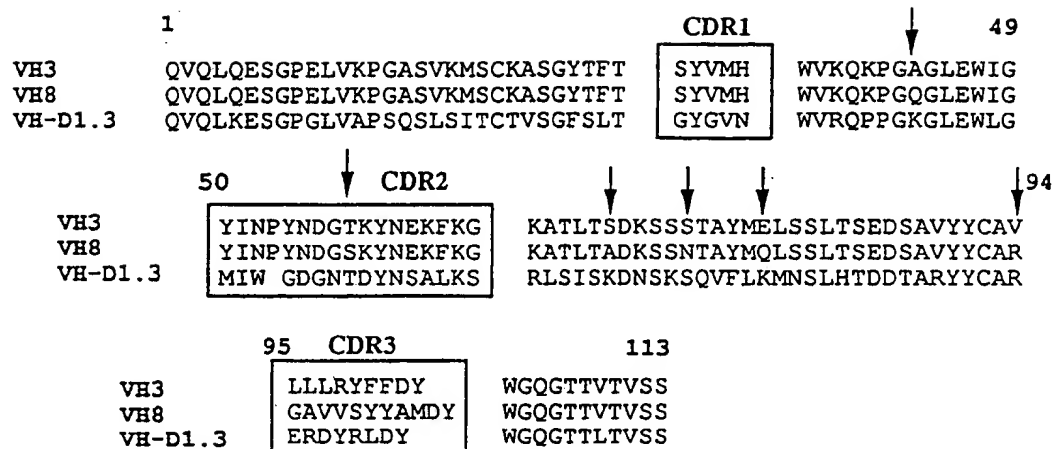 1 CDR1 49
VH3 QVQLQESGPELVKPGASVKMSCKASGYTFT SYVMH WVKQKPGAGLEWIG
VH8 QVQLQESGPELVKPGASVKMSCKASGYTFT SYVMH WVKQKPGQGLEWIG
VH-D1.3 QVQLKESGPGLVAPSQSLSITCTVSGFSLT GYGVN WVRQPPGKGLEWLG
50 CDR2 94
VH3 YINPYNDGTKYNEKFKG KATLTSDKSSSTAYMELSSLTSEDSAVYYCAV
VH8 YINPYNDGSKYNEKFKG KATLTADKSSNTAYMQLSSLTSEDSAVYYCAR
VH-D1.3 MIW GDGNTDYNSALKS RLSISKDNSKSQVFLKMNSLHTDDTARYYCAR
95 CDR3 113
VH3 LLLRYFFDY WGQGTTVTVSS
VH8 GAVVSYYAMDY WGQGTTVTVSS
VH-D1.3 ERDYRLDY WGQGTTLTVSS